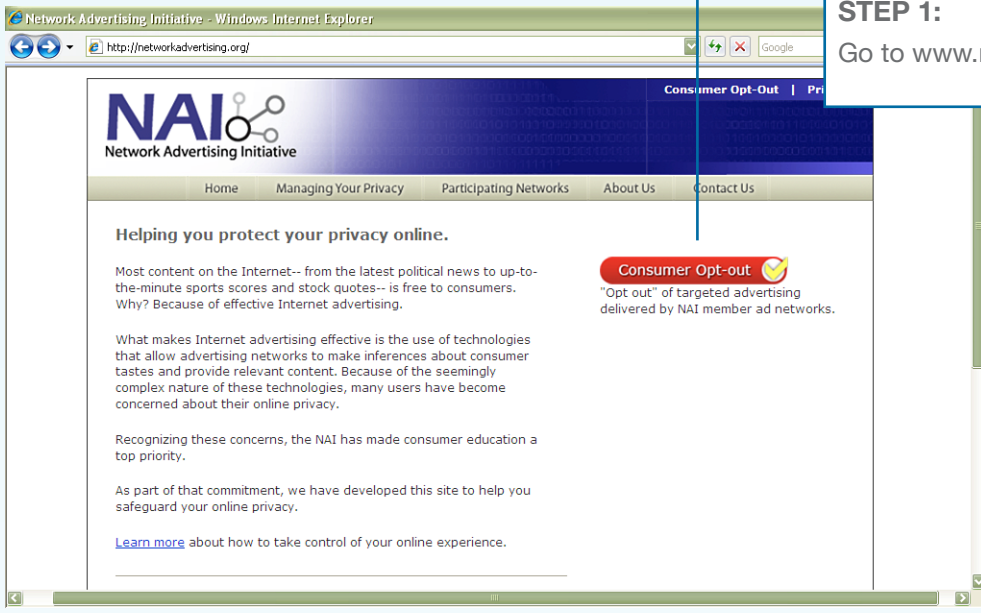 Network Advertising Initiative - Windows Internet Explorer
STEP 1:
http://networkadvertising.org/
Google
Go to www.
Consumer Opt-Out |
NAI
Network Advertising Initiative
Home Managing Your Privacy Participating Networks About Us Contact Us
Helping you protect your privacy online.
Most content on the Internet-- from the latest political news to up-to-
the-minute sports scores and stock quotes-- is free to consumers.
Why? Because of effective Internet advertising.
What makes Internet advertising effective is the use of technologies
that allow advertising networks to make inferences about consumer
tastes and provide relevant content. Because of the seemingly
complex nature of these technologies, many users have become
concerned about their online privacy.
Recognizing these concerns, the NAI has made consumer education a
top priority.
As part of that commitment, we have developed this site to help you
safeguard your online privacy.
Learn more about how to take control of your online experience.
Consumer Opt-out
"Opt out" of targeted advertising
delivered by NAI member ad networks.